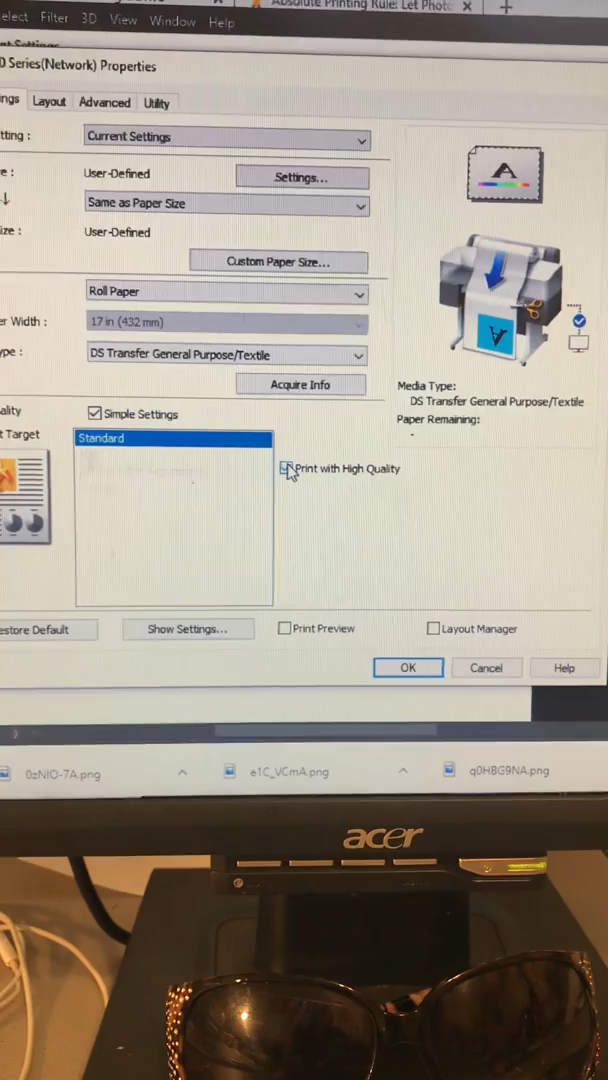 Absolute Printing Rule: Let Photo
elect Filter 3D View Window Help
nt Settings
D Series(Network) Properties
ngs Layout Advanced Utility
tting : Current Settings
e : User-Defined Settings...
Same as Paper Size
ize : User-Defined
Custom Paper Size...
Roll Paper
er Width : 17 in (432 mm)
ype : DS Transfer General Purpose/Textile
Acquire Info
Media Type:
DS Transfer General Purpose/Textile
Paper Remaining:
-
ality Simple Settings
t Target Standard
Print with High Quality
estore Default Show Settings... Print Preview Layout Manager
OK Cancel Help
0zNIO-7A.png e1C_VCmA.png q0H8G9NA.png
acer